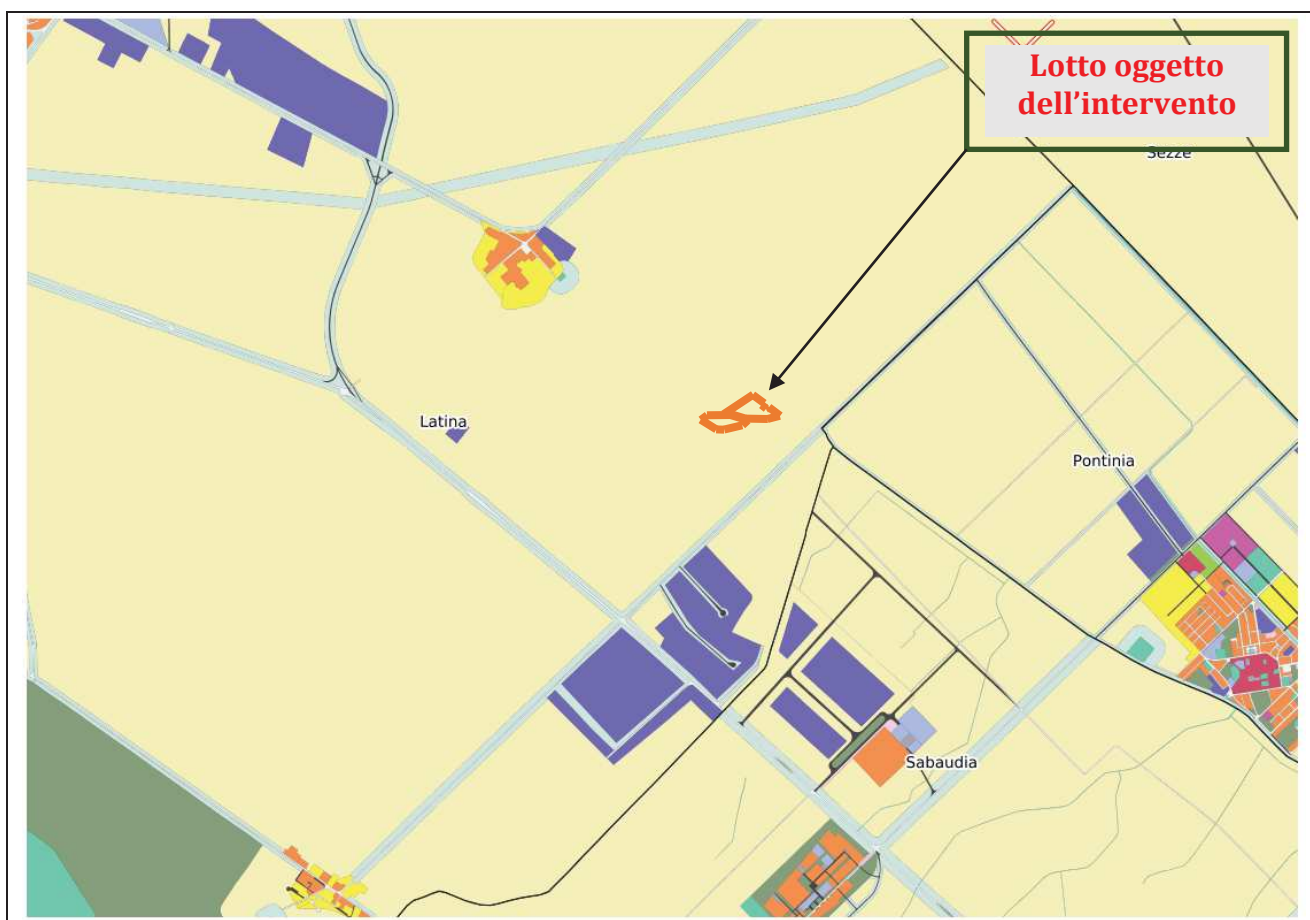 Lotto oggetto
dell’intervento
Sezze
Latina
Pontinia
Sabaudia